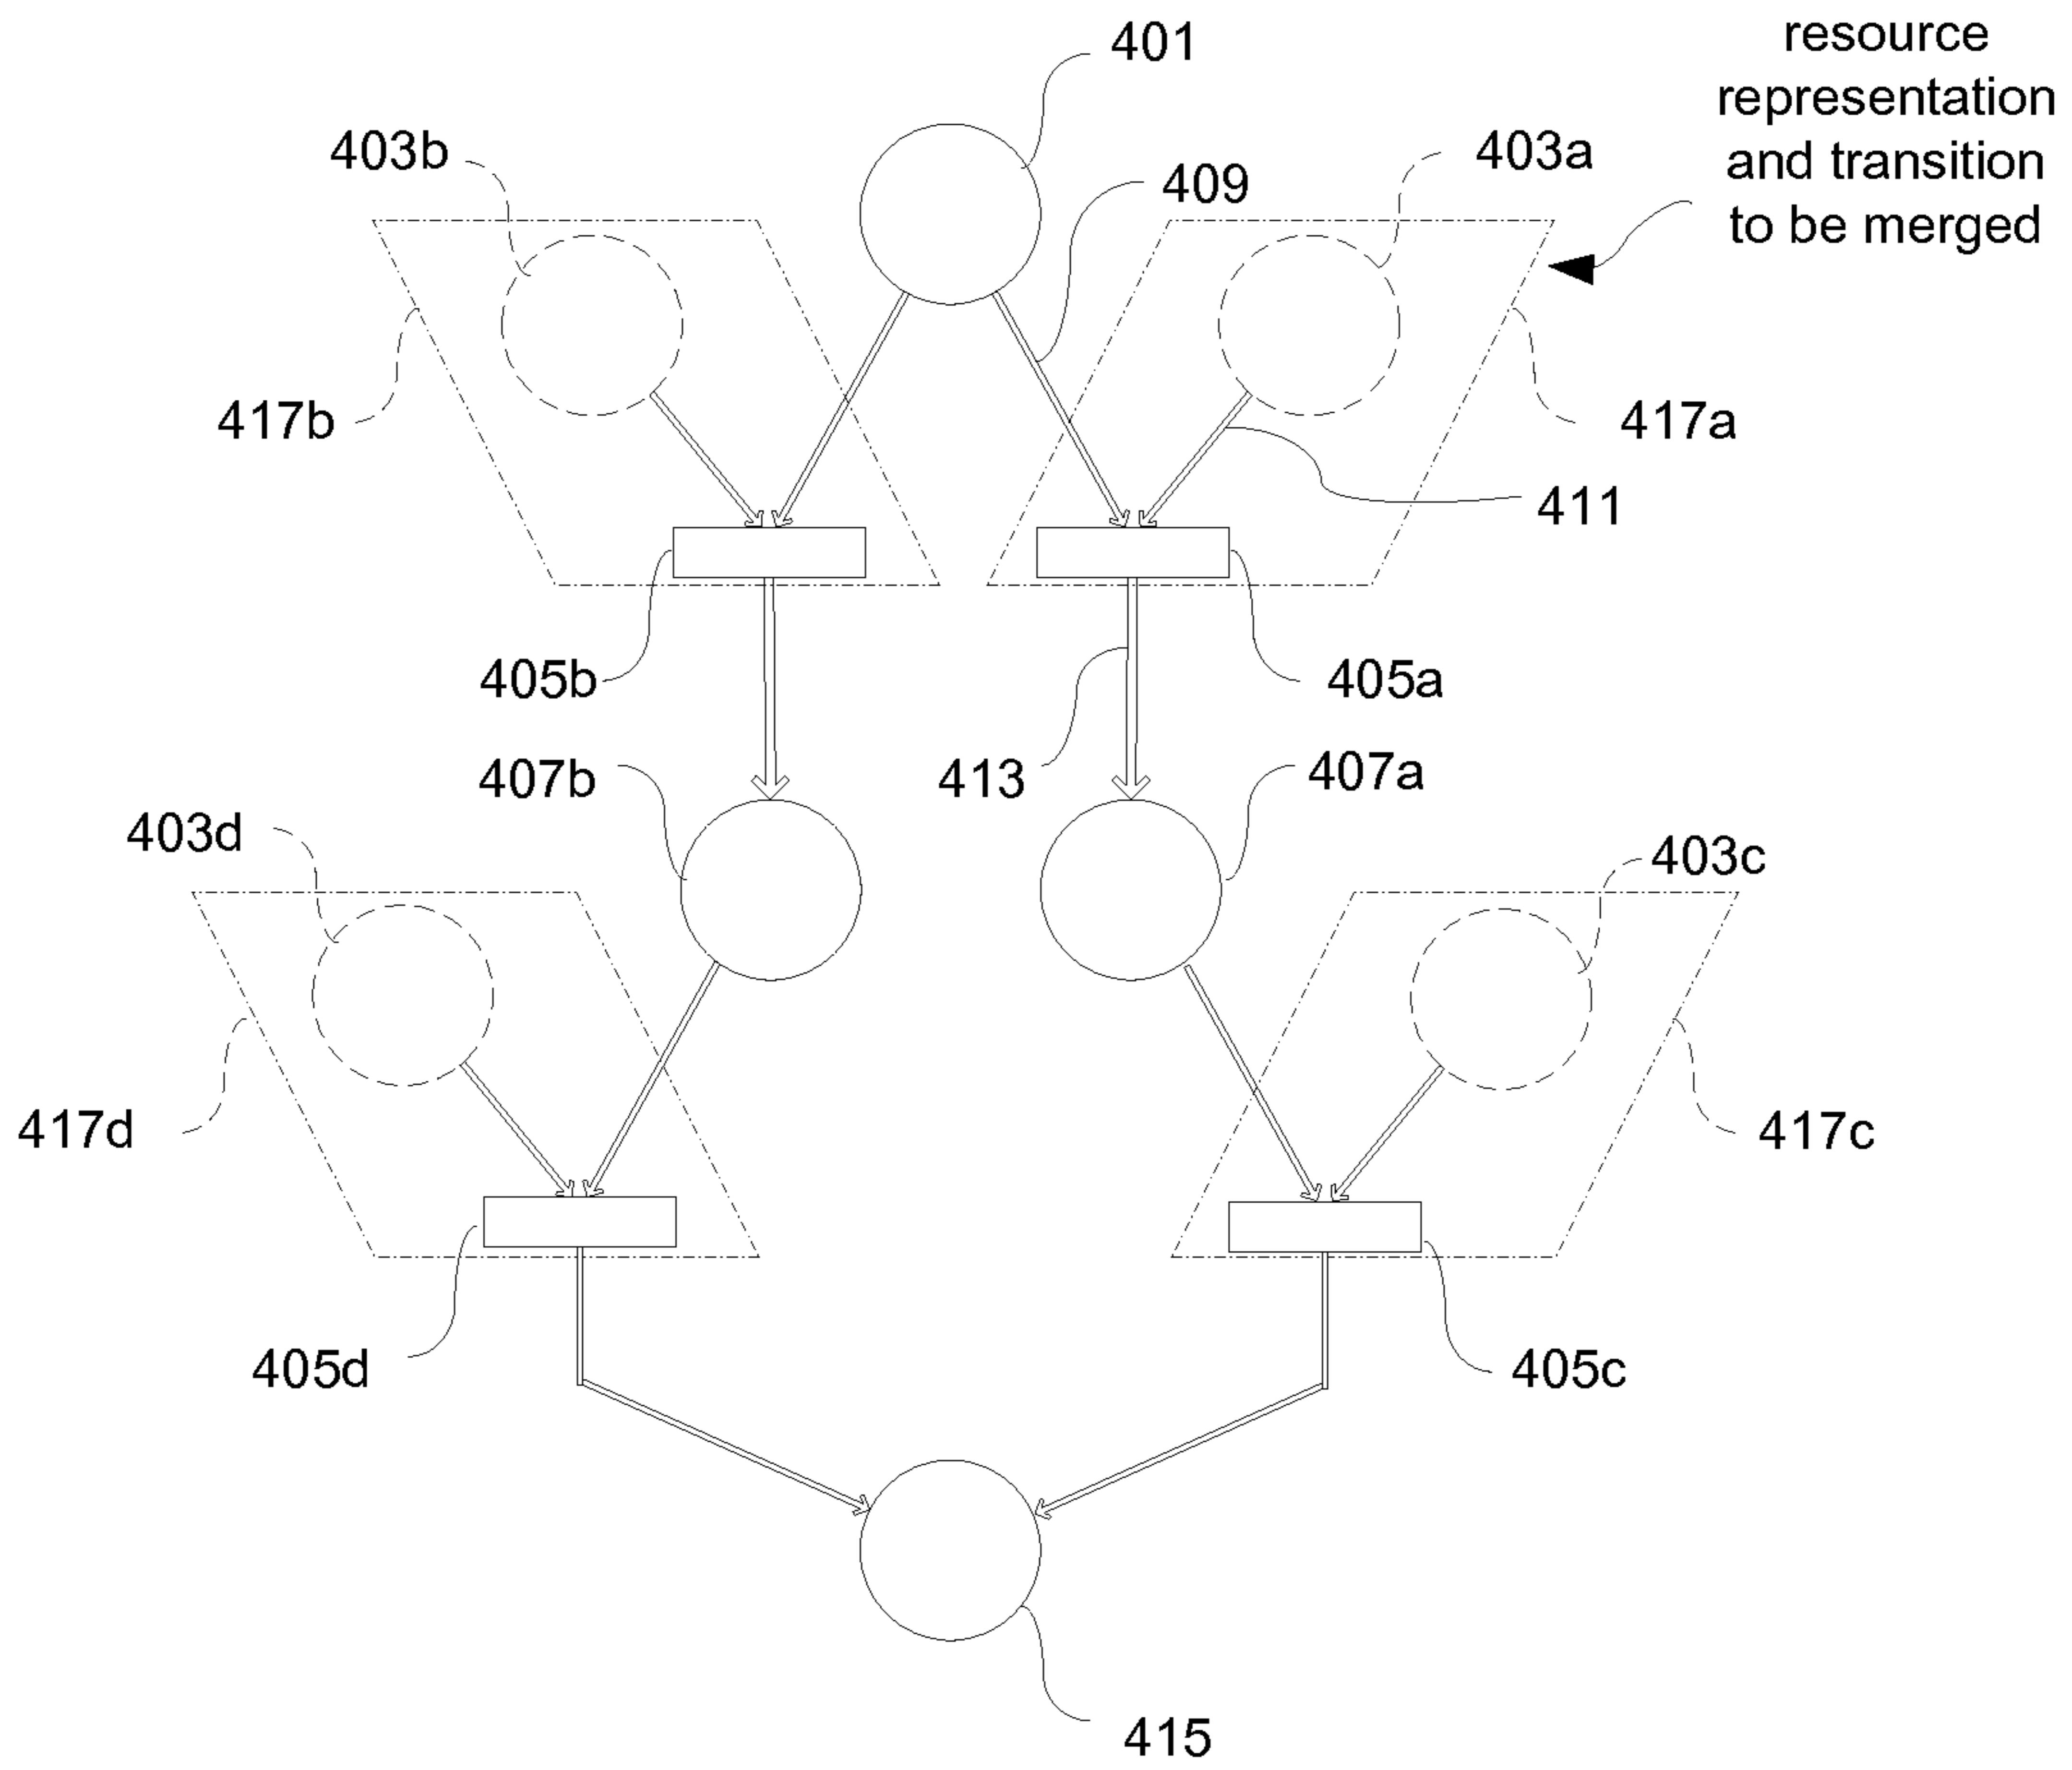 401
resource
representation
and transition
to be merged
403b
403a
409
417b
417a
411
405b
405a
407b
413
407a
403d
403c
417d
417c
405d
405c
415